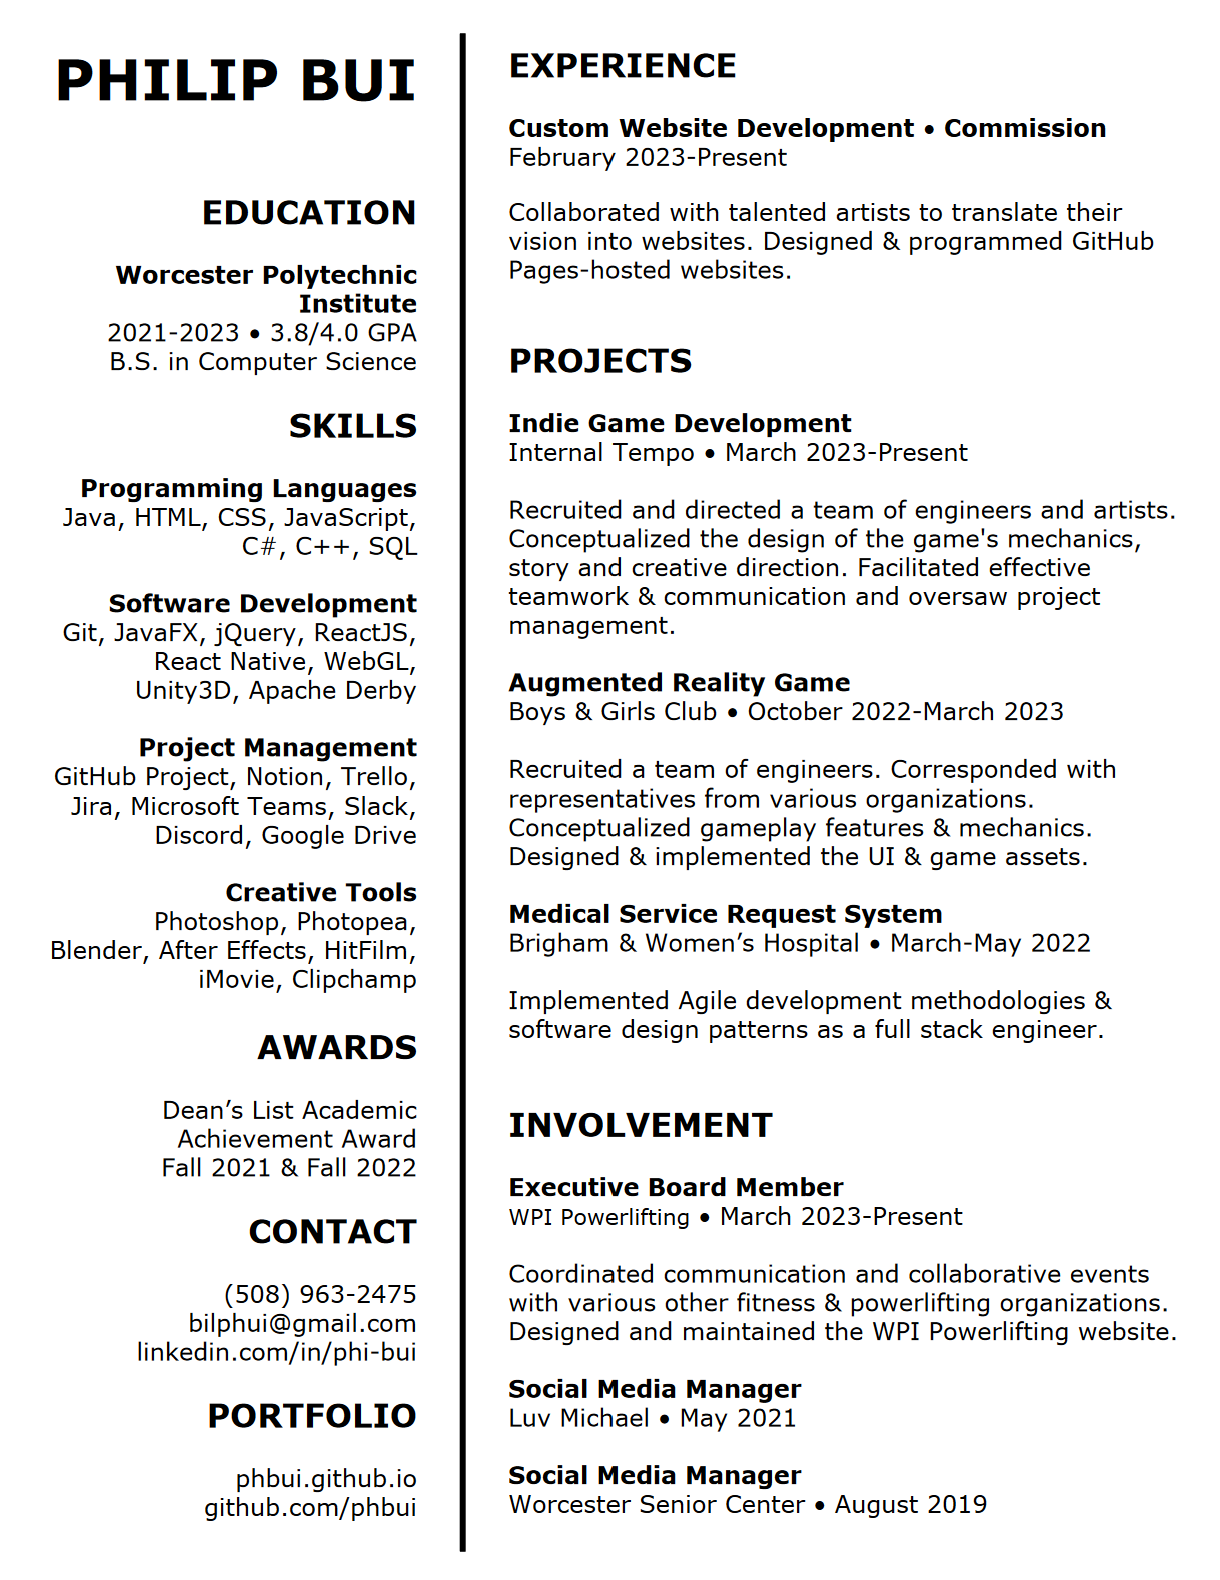 PHILIP BUI
EDUCATION
Worcester Polytechnic
Institute
2021-2023 • 3.8/4.0 GPA
B.S. in Computer Science
SKILLS
Programming Languages
Java, HTML, CSS, JavaScript,
C#, C++, SQL
Software Development
Git, JavaFX, jQuery, ReactJS,
React Native, WebGL,
Unity3D, Apache Derby
Project Management
GitHub Project, Notion, Trello,
Jira, Microsoft Teams, Slack,
Discord, Google Drive
Creative Tools
Photoshop, Photopea,
Blender, After Effects, HitFilm,
iMovie, Clipchamp
AWARDS
Dean’s List Academic
Achievement Award
Fall 2021 & Fall 2022
CONTACT
(508) 963-2475
bilphui@gmail.com
linkedin.com/in/phi-bui
PORTFOLIO
phbui.github.io
github.com/phbui
EXPERIENCE
Custom Website Development • Commission
February 2023-Present
Collaborated with talented artists to translate their
vision into websites. Designed & programmed GitHub
Pages-hosted websites.
PROJECTS
Indie Game Development
Internal Tempo • March 2023-Present
Recruited and directed a team of engineers and artists.
Conceptualized the design of the game's mechanics,
story and creative direction. Facilitated effective
teamwork & communication and oversaw project
management.
Augmented Reality Game
Boys & Girls Club • October 2022-March 2023
Recruited a team of engineers. Corresponded with
representatives from various organizations.
Conceptualized gameplay features & mechanics.
Designed & implemented the UI & game assets.
Medical Service Request System
Brigham & Women’s Hospital • March-May 2022
Implemented Agile development methodologies &
software design patterns as a full stack engineer.
INVOLVEMENT
Executive Board Member
WPI Powerlifting • March 2023-Present
Coordinated communication and collaborative events
with various other fitness & powerlifting organizations.
Designed and maintained the WPI Powerlifting website.
Social Media Manager
Luv Michael • May 2021
Social Media Manager
Worcester Senior Center • August 2019